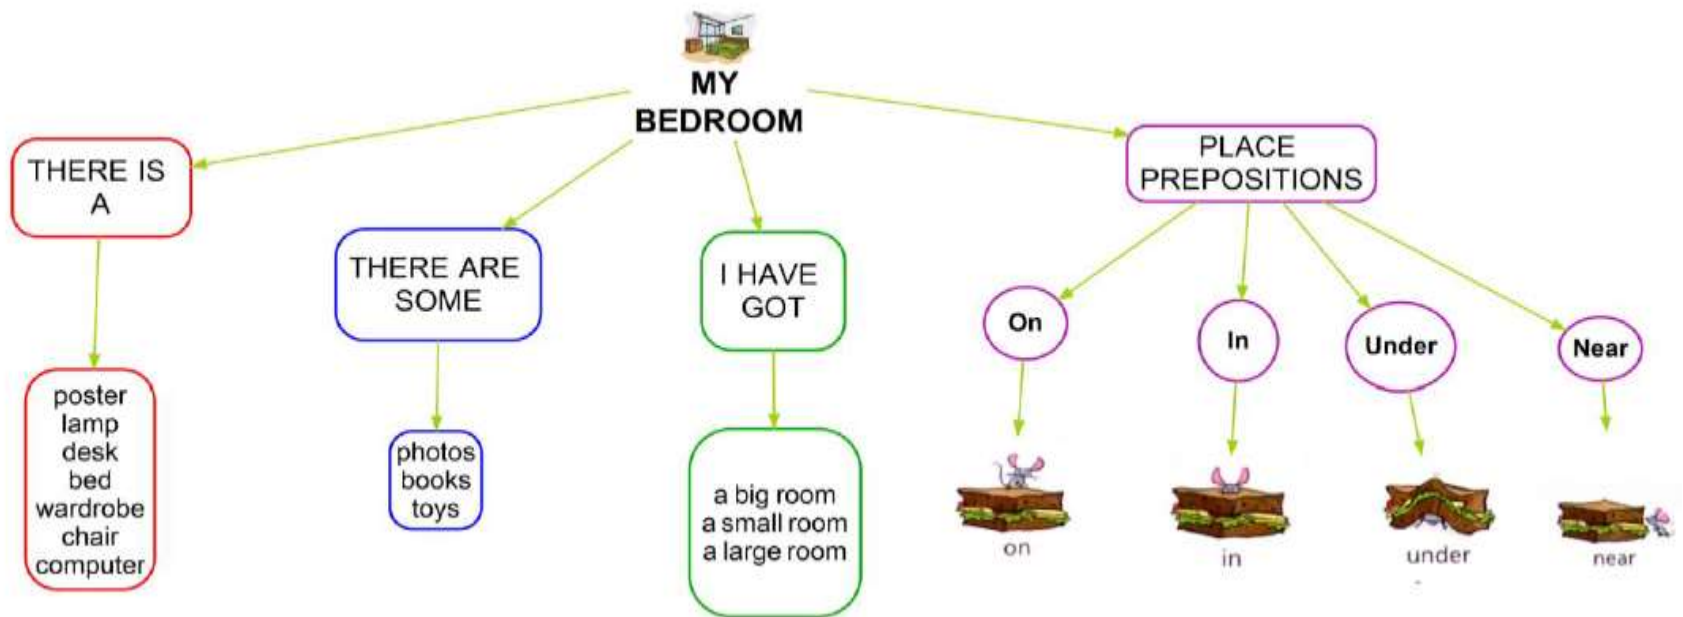 MY
BEDROOM
THERE IS
A
poster
lamp
desk
bed
wardrobe
chair
computer
THERE ARE
SOME
photos
books
toys
I HAVE
GOT
a big room
a small room
a large room
PLACE
PREPOSITIONS
On
on
In
in
Under
under
Near
near